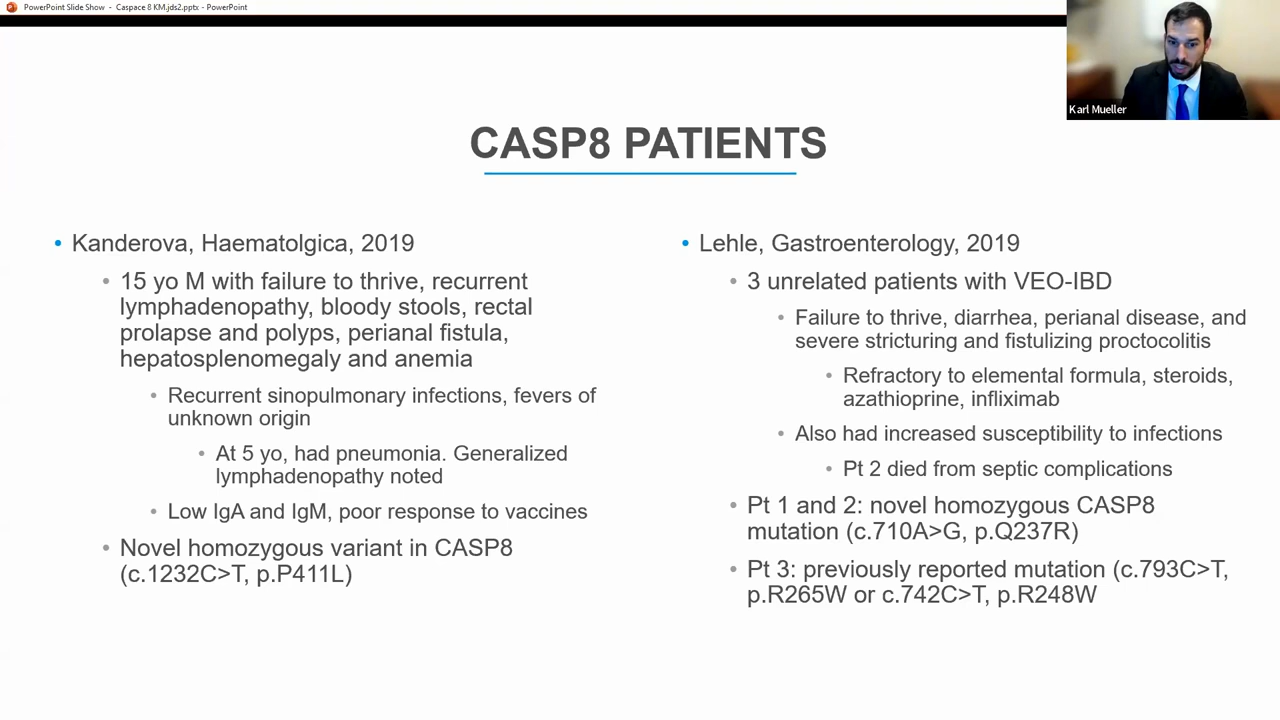 PowerPoint Slide Show - Caspace 8 KM.jds2.pptx - PowerPoint
Karl Mueller
CASP8 PATIENTS
• Kanderova, Haematolgica, 2019
• 15 yo M with failure to thrive, recurrent
lymphadenopathy, bloody stools, rectal
prolapse and polyps, perianal fistula,
hepatosplenomegaly and anemia
• Recurrent sinopulmonary infections, fevers of
unknown origin
• At 5 yo, had pneumonia. Generalized
lymphadenopathy noted
• Low IgA and IgM, poor response to vaccines
• Novel homozygous variant in CASP8
(c.1232C>T, p.P411L)
• Lehle, Gastroenterology, 2019
• 3 unrelated patients with VEO-IBD
• Failure to thrive, diarrhea, perianal disease, and
severe stricturing and fistulizing proctocolitis
• Refractory to elemental formula, steroids,
azathioprine, infliximab
• Also had increased susceptibility to infections
• Pt 2 died from septic complications
• Pt 1 and 2: novel homozygous CASP8
mutation (c.710A>G, p.Q237R)
• Pt 3: previously reported mutation (c.793C>T,
p.R265W or c.742C>T, p.R248W